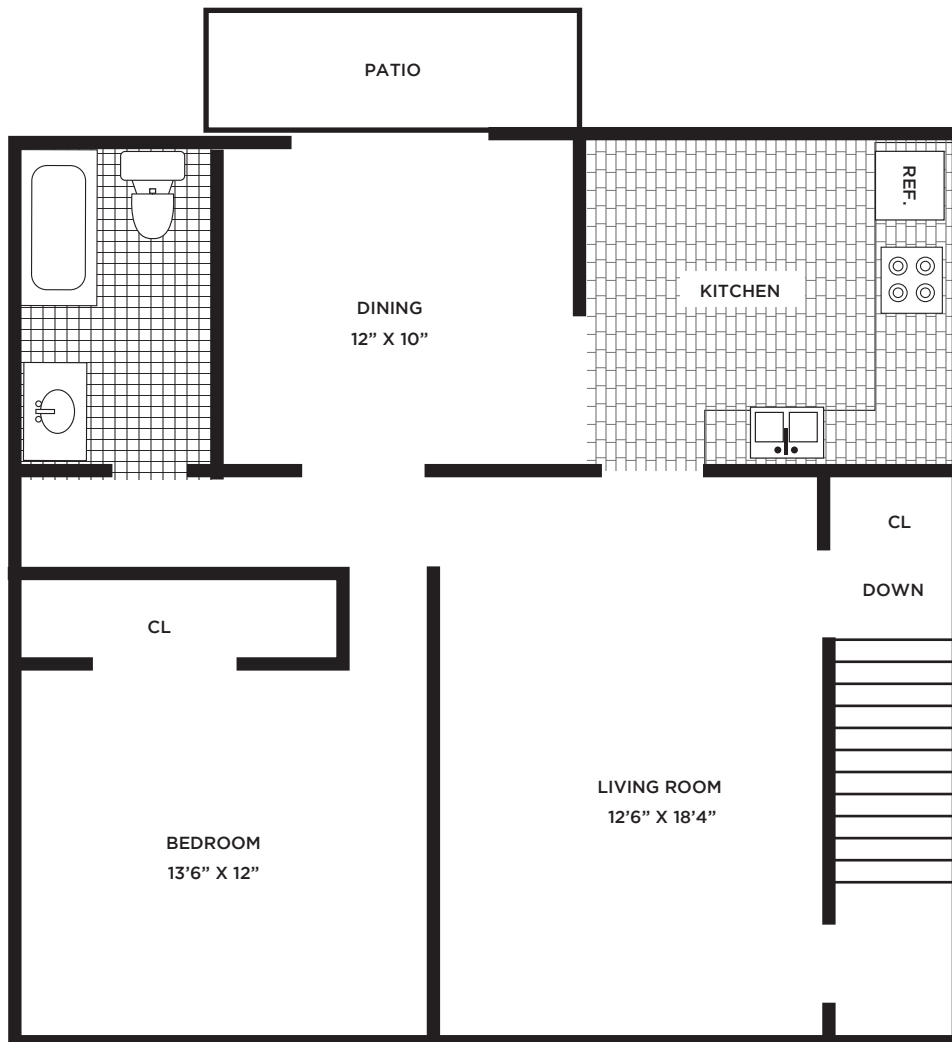 PATIO
REF.
KITCHEN
DINING
12” X 10”
CL
DOWN
CL
LIVING ROOM
12’6” X 18’4”
BEDROOM
13’6” X 12”